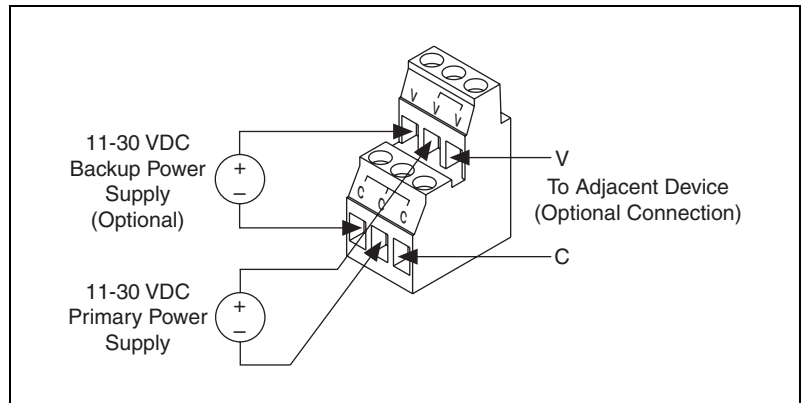 V V V
11-30 VDC
Backup Power
Supply
(Optional)
+
–
V
To Adjacent Device
(Optional Connection)
C C C
C
11-30 VDC
Primary Power
Supply
+
–